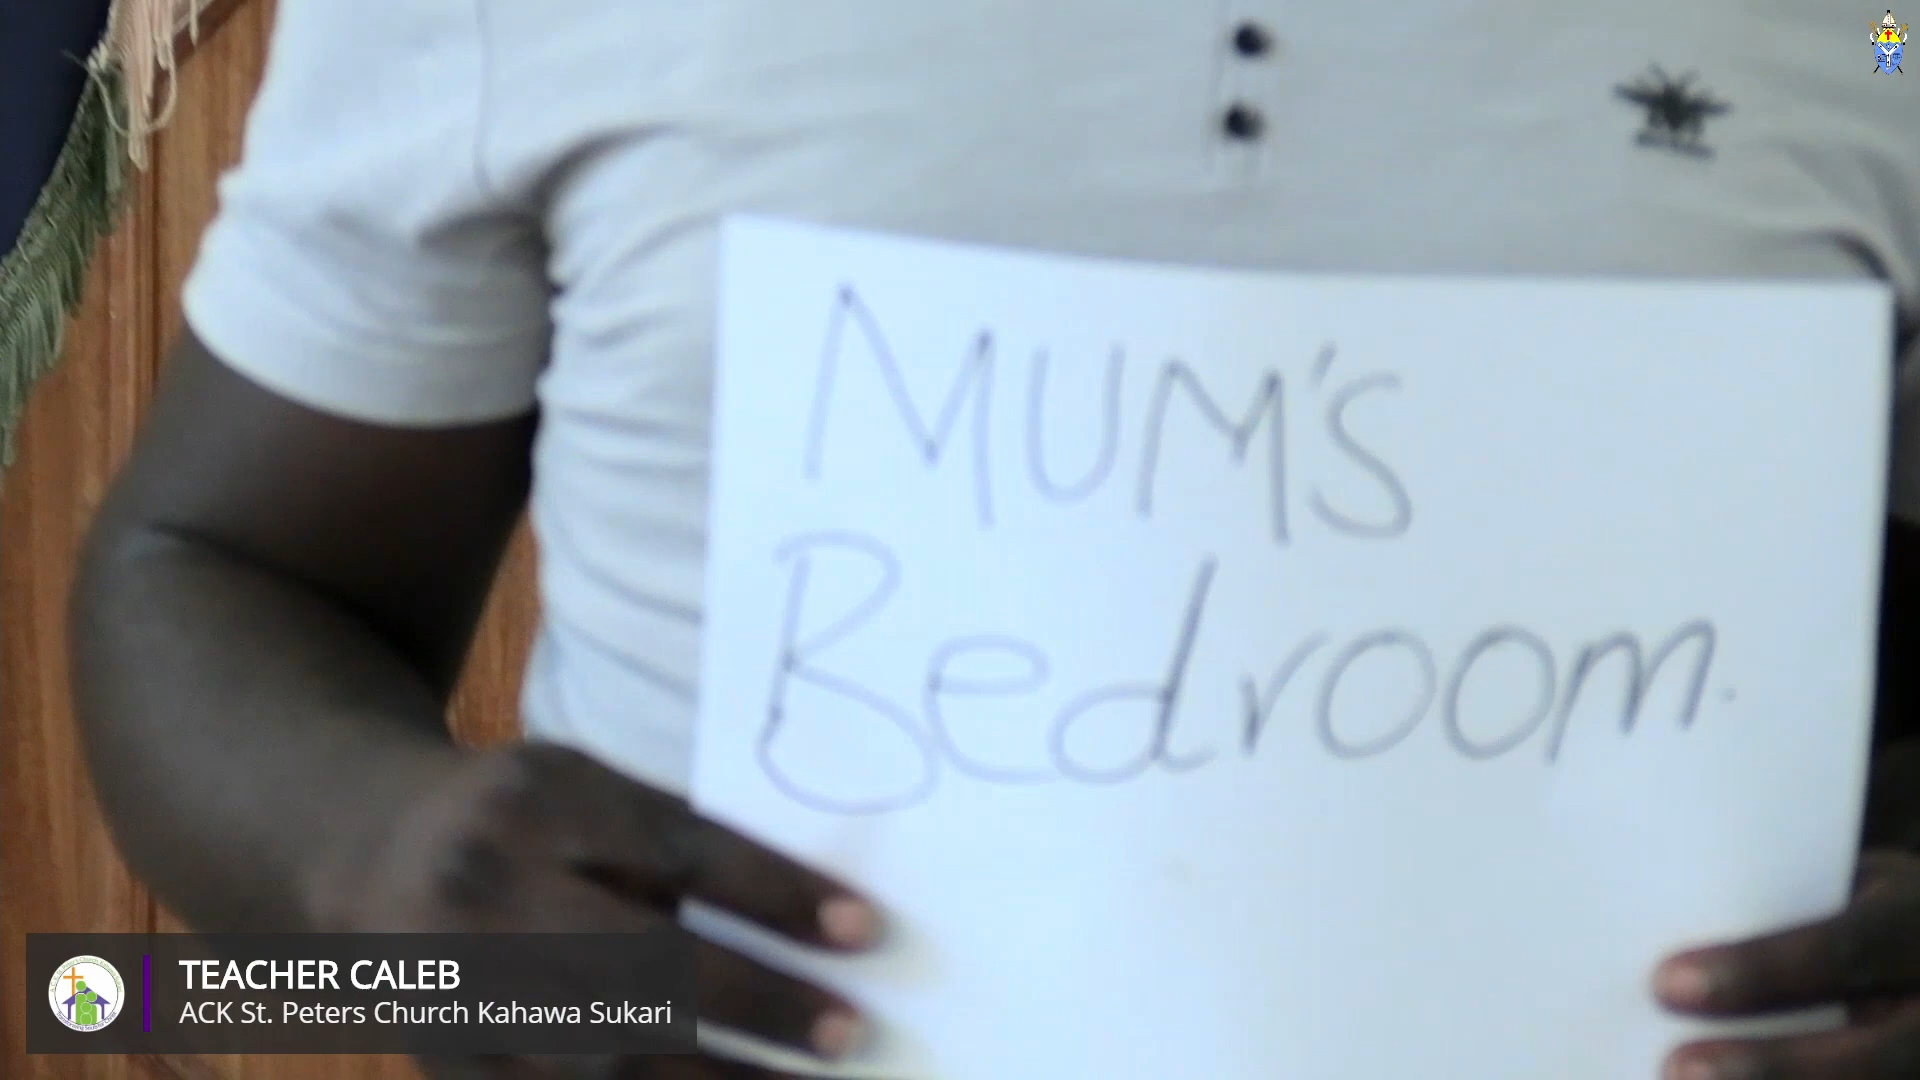 MUM'S
Bedroom.
TEACHER CALEB
ACK St. Peters Church Kahawa Sukari